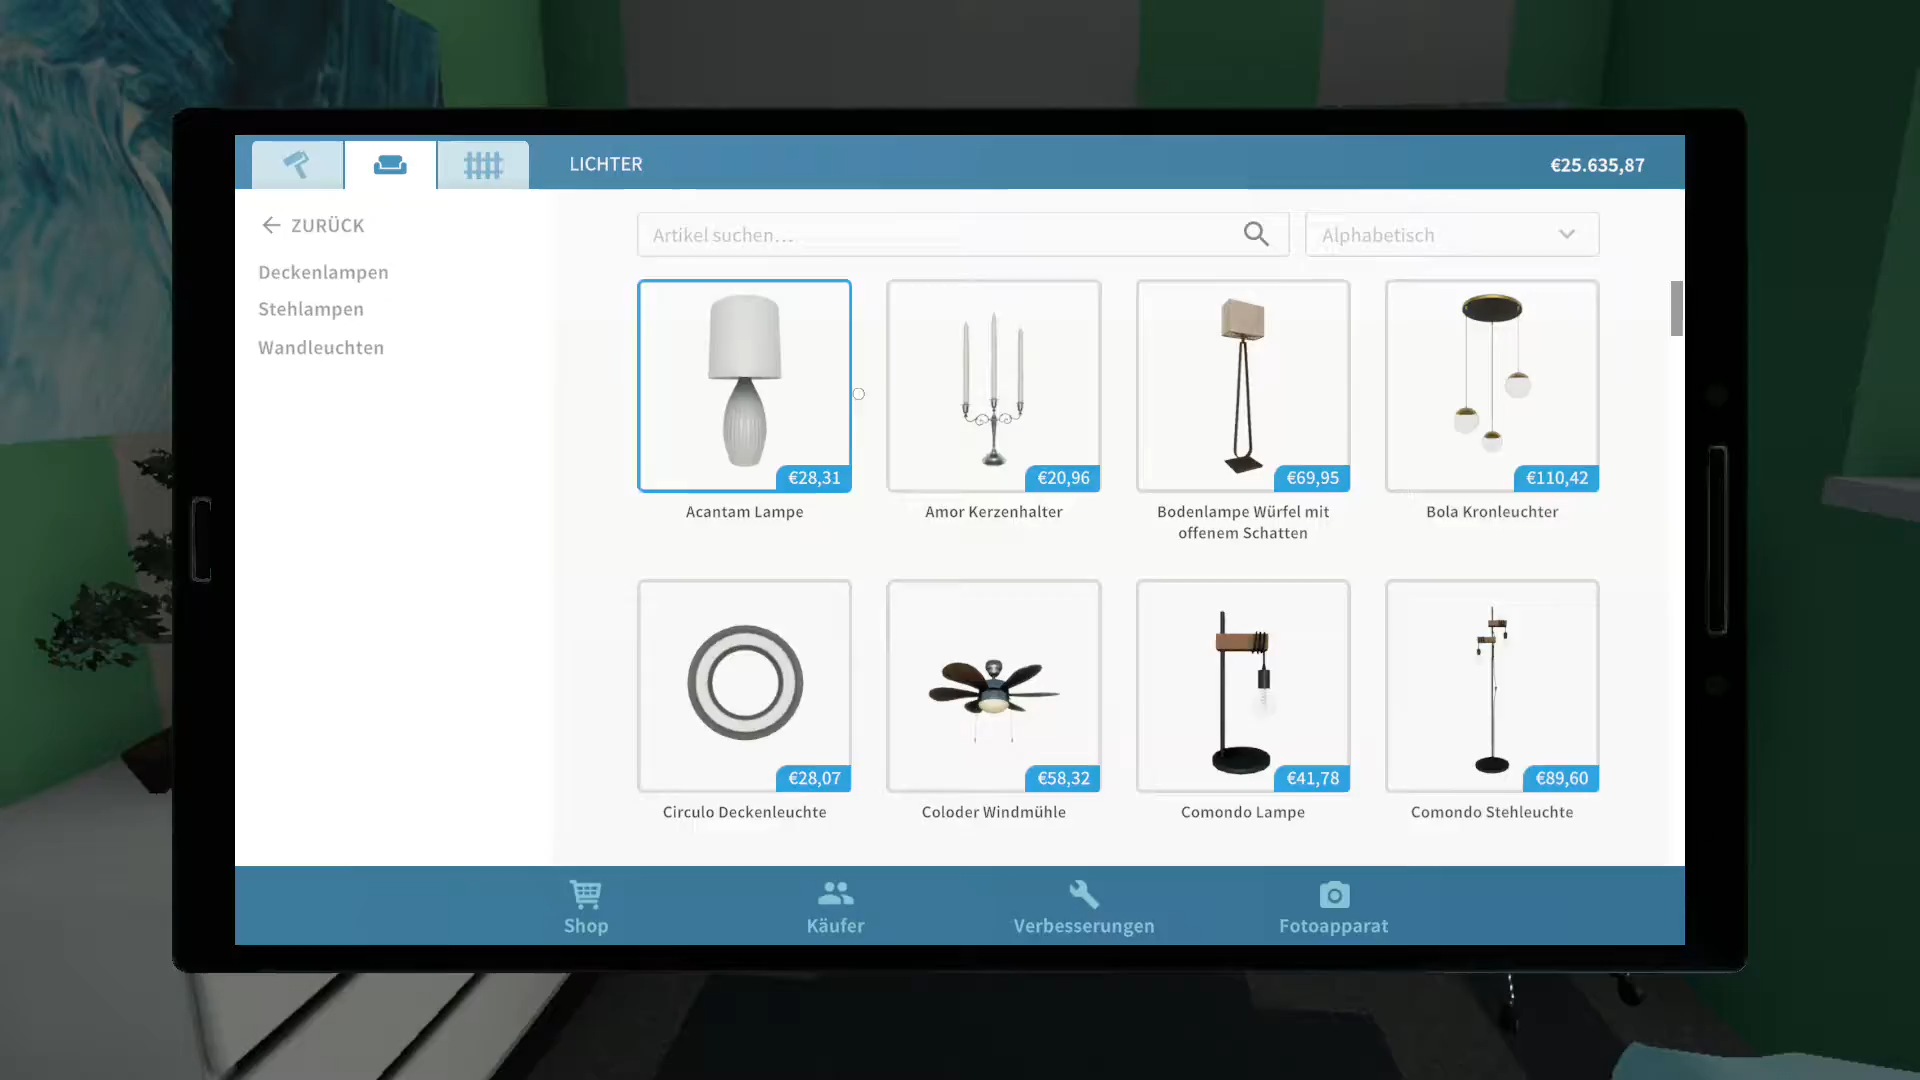 LICHTER
€25.635,87
ZURÜCK
Deckenlampen
Stehlampen
Wandleuchten
Artikel suchen...
Alphabetisch
€28,31
€20,96
€69,95
€110,42
Acantam Lampe
Amor Kerzenhalter
Bodenlampe Würfel mit
offenem Schatten
Bola Kronleuchter
€28,07
€58,32
€41,78
€89,60
Circulo Deckenleuchte
Coloder Windmühle
Comondo Lampe
Comondo Stehleuchte
Shop
Käufer
Verbesserungen
Fotoapparat